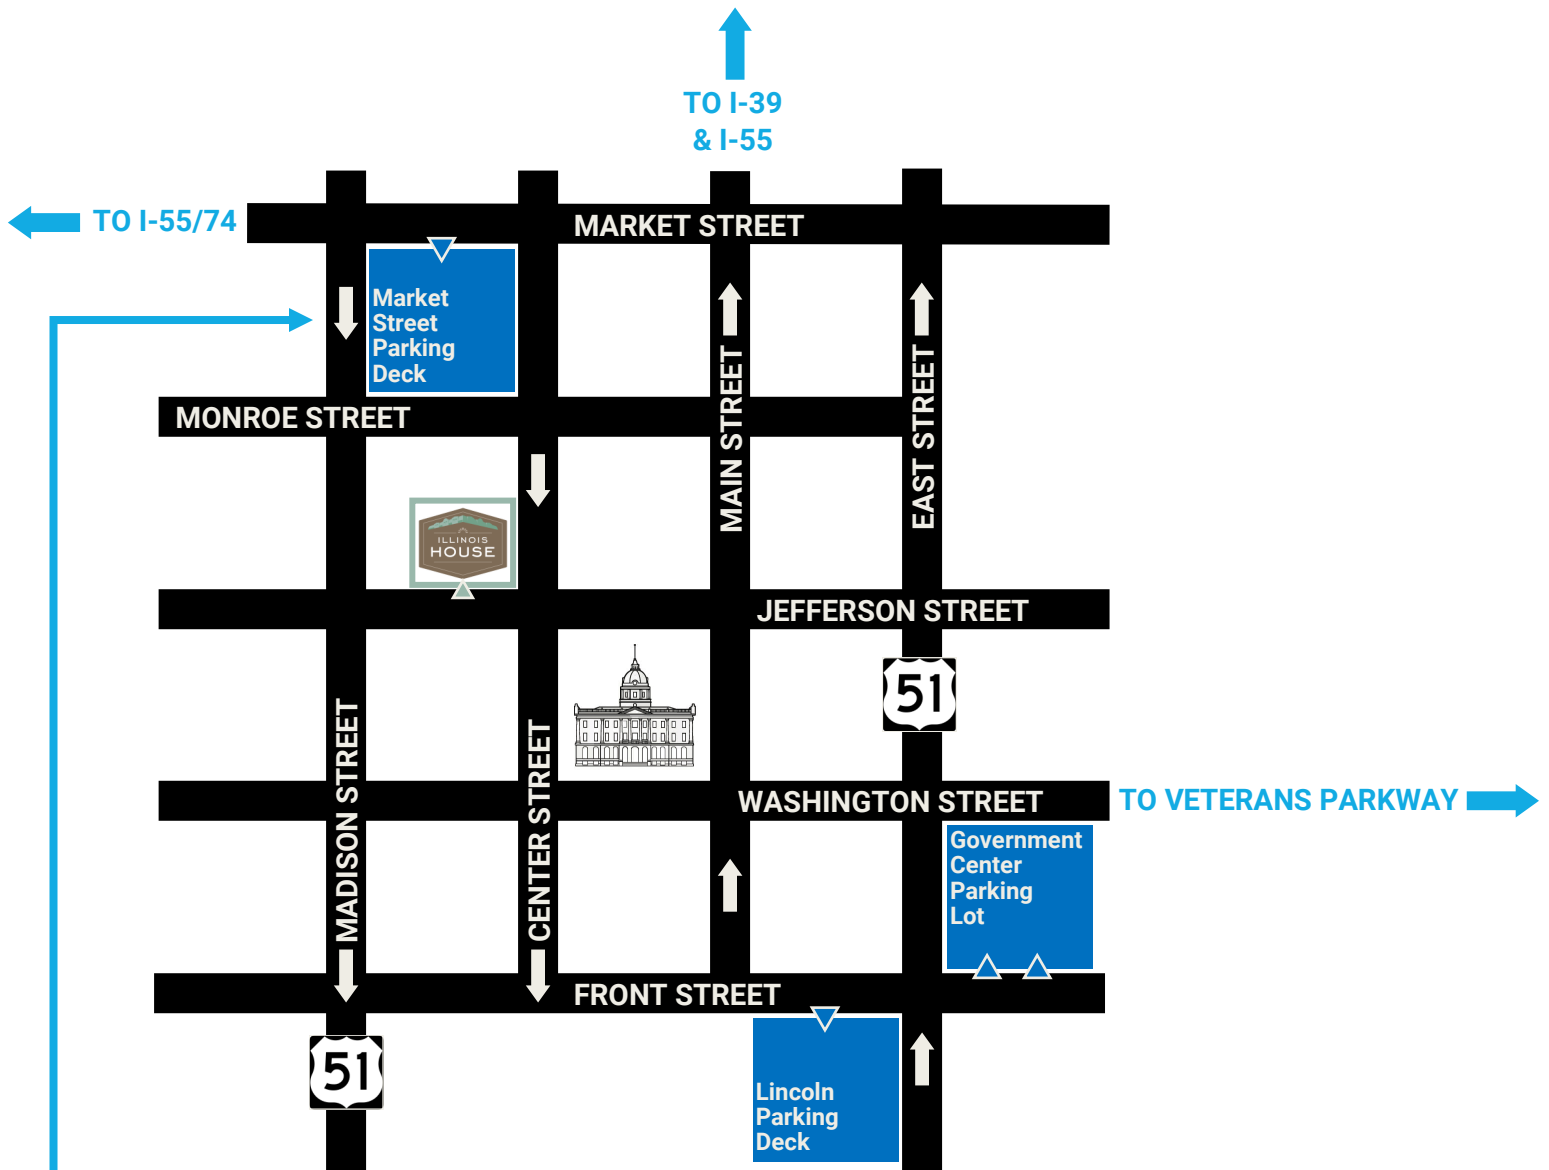 TO I-39
& I-55
TO I-55/74
MARKET STREET
Market
Street
Parking
Deck
MONROE STREET
MAIN STREET
EAST STREET
ILLINOIS
HOUSE
JEFFERSON STREET
51
MADISON STREET
CENTER STREET
WASHINGTON STREET
TO VETERANS PARKWAY
Government
Center
Parking
Lot
FRONT STREET
51
Lincoln
Parking
Deck